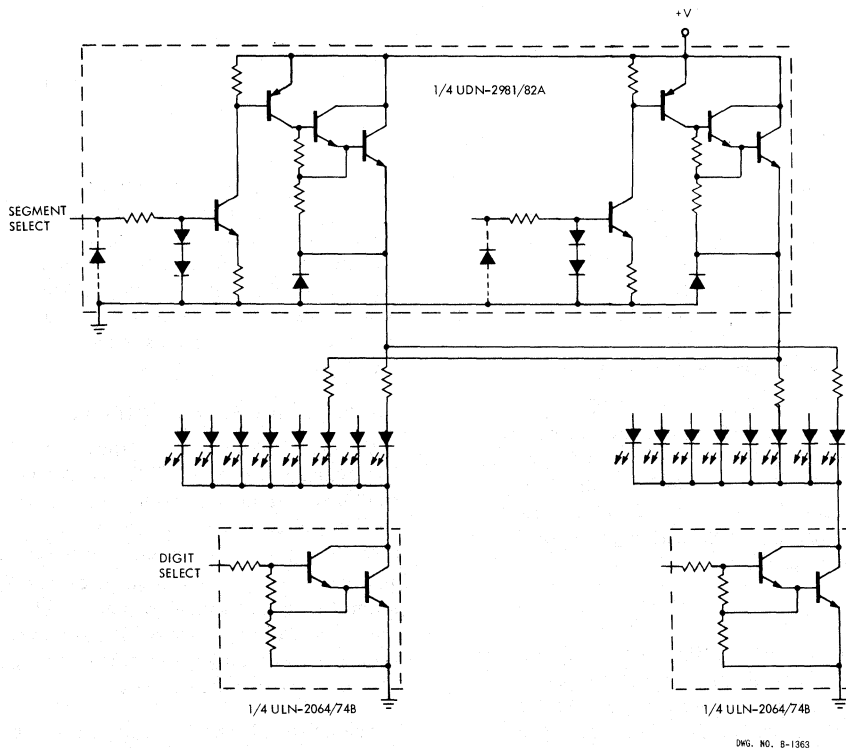 +V
1/4 UDN-2981/82A
SEGMENT
SELECT
DIGIT
SELECT
1/4 ULN-2064/74B
1/4 ULN-2064/74B
DWG. NO. B-1363